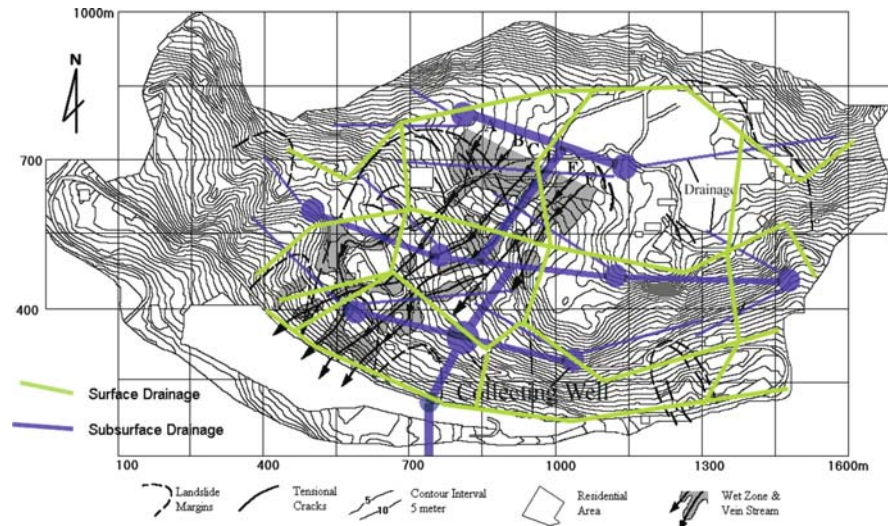 1000m
N
A
B
C
E
700
Drainage
400
Collecting Well
Surface Drainage
Subsurface Drainage
100 400 700 1000 1300 1600m
Landslide Margins
Tensional Cracks
5
10
Contour Interval 5 meter
Residential Area
Wet Zone & Vein Stream